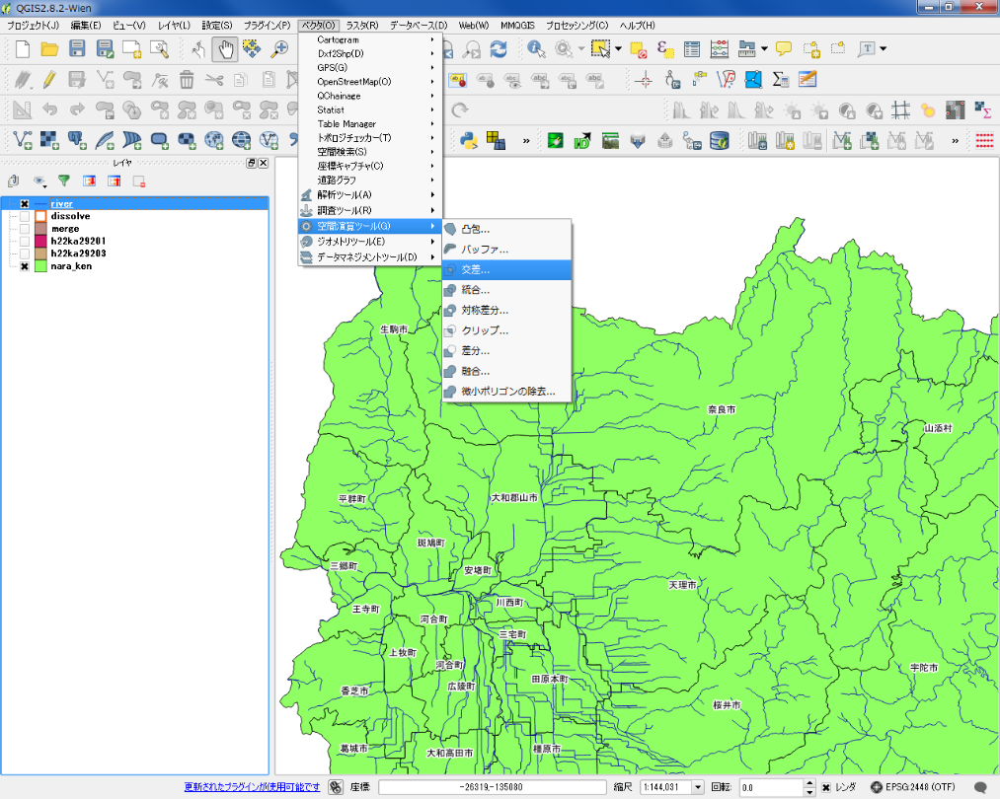 QGIS2.8.2-Wien
プロジェクト(J) 編集(E) ビュー(V) レイヤ(L) 設定(S) プラグイン(P) ベクタ(O) ラスタ(R) データベース(D) Web(W) MMQGIS プロセッシング(C) ヘルプ(H)
Cartogram
Dxf2Shp(D)
GPS(G)
OpenStreetMap(O)
QChainage
Statist
Table Manager
トポロジチェッカー(T)
空間検索(S)
座標キャプチャ(C)
道路グラフ
解析ツール(A)
調査ツール(R)
空間演算ツール(G)
ジオメトリツール(E)
データマネジメントツール(D)
凸包...
バッファ...
交差...
統合...
対称差分...
クリップ...
差分...
融合...
微小ポリゴンの除去...
レイヤ
river
dissolve
merge
h22ka29201
h22ka29203
nara_ken
生駒市
奈良市
山添村
平群町
大和郡山市
斑鳩町
三郷町
安堵町
天理市
川西町
王寺町
河合町
三宅町
上牧町
河合町
宇陀市
田原本町
広陵町
香芝市
桜井市
葛城市
大和高田市
橿原市
更新されたプラグインが使用可能です 座標: -26319,-135080 縮尺 1:144,031 回転: 0.0 レンダ EPSG:2448 (OTF)